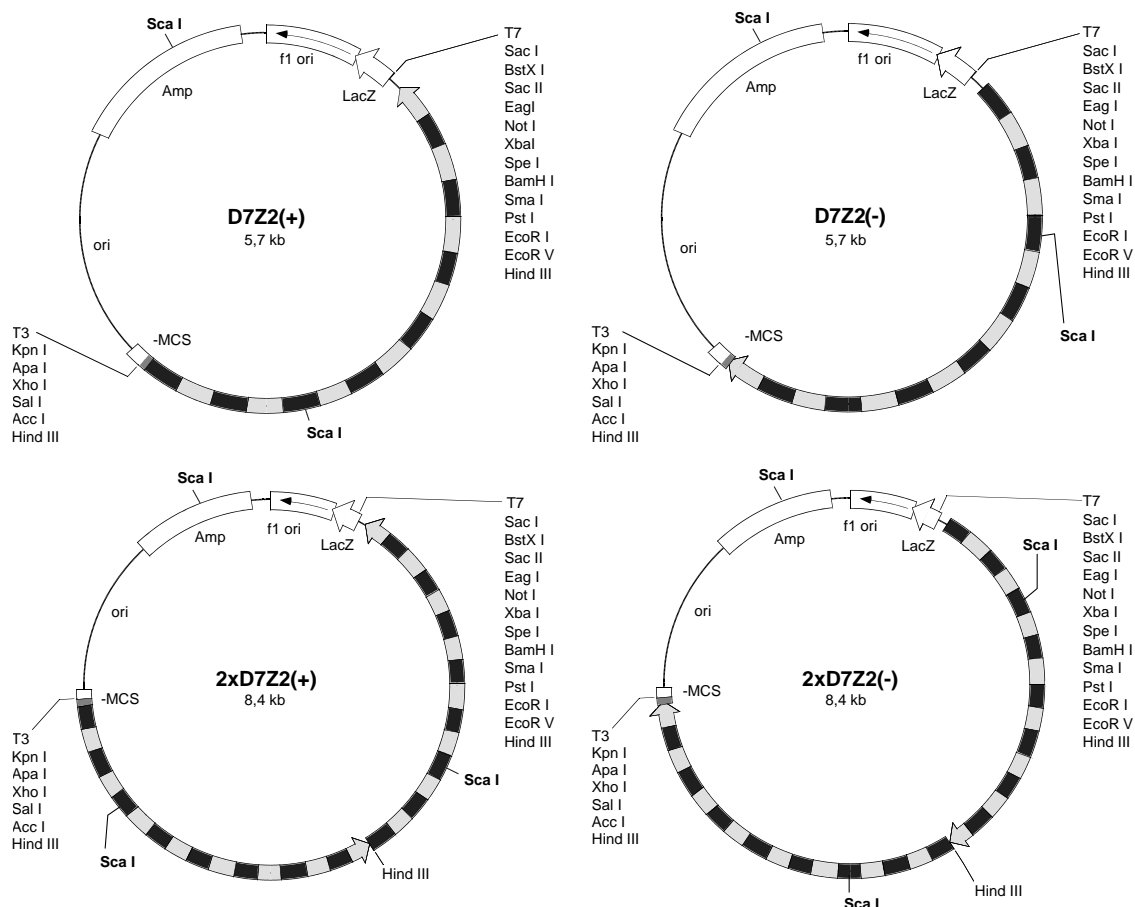 Sca I
f1 ori
Amp
LacZ
D7Z2(+)
5,7 kb
ori
-MCS
T7
Sac I
BstX I
Sac II
EagI
Not I
XbaI
Spe I
BamH I
Sma I
Pst I
EcoR I
EcoR V
Hind III
T3
Kpn I
Apa I
Xho I
Sal I
Acc I
Hind III
Sca I
Sca I
f1 ori
Amp
LacZ
D7Z2(-)
5,7 kb
ori
-MCS
T7
Sac I
BstX I
Sac II
Eag I
Not I
Xba I
Spe I
BamH I
Sma I
Pst I
EcoR I
EcoR V
Hind III
Sca I
T3
Kpn I
Apa I
Xho I
Sal I
Acc I
Hind III
Sca I
f1 ori
Amp
LacZ
ori
2xD7Z2(+)
8,4 kb
-MCS
T7
Sac I
BstX I
Sac II
Eag I
Not I
Xba I
Spe I
BamH I
Sma I
Pst I
EcoR I
EcoR V
Hind III
T3
Kpn I
Apa I
Xho I
Sal I
Acc I
Hind III
Sca I
Sca I
Hind III
Sca I
f1 ori
Amp
LacZ
ori
2xD7Z2(-)
8,4 kb
-MCS
T7
Sac I
BstX I
Sac II
Eag I
Not I
Xba I
Spe I
BamH I
Sma I
Pst I
EcoR I
EcoR V
Hind III
Sca I
T3
Kpn I
Apa I
Xho I
Sal I
Acc I
Hind III
Hind III
Sca I